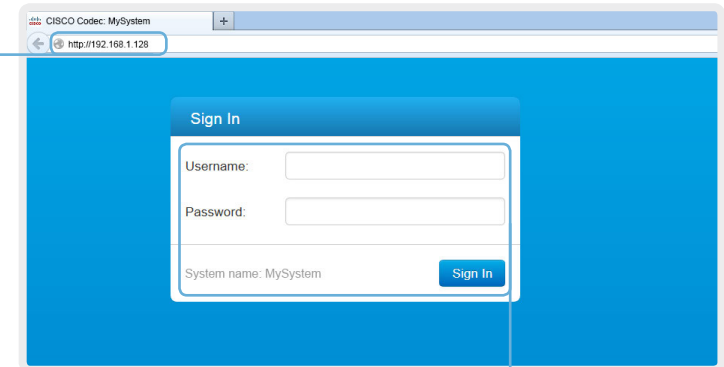 CISCO Codec: MySystem
http://192.168.1.128
Sign In
Username:
Password:
System name: MySystem
Sign In